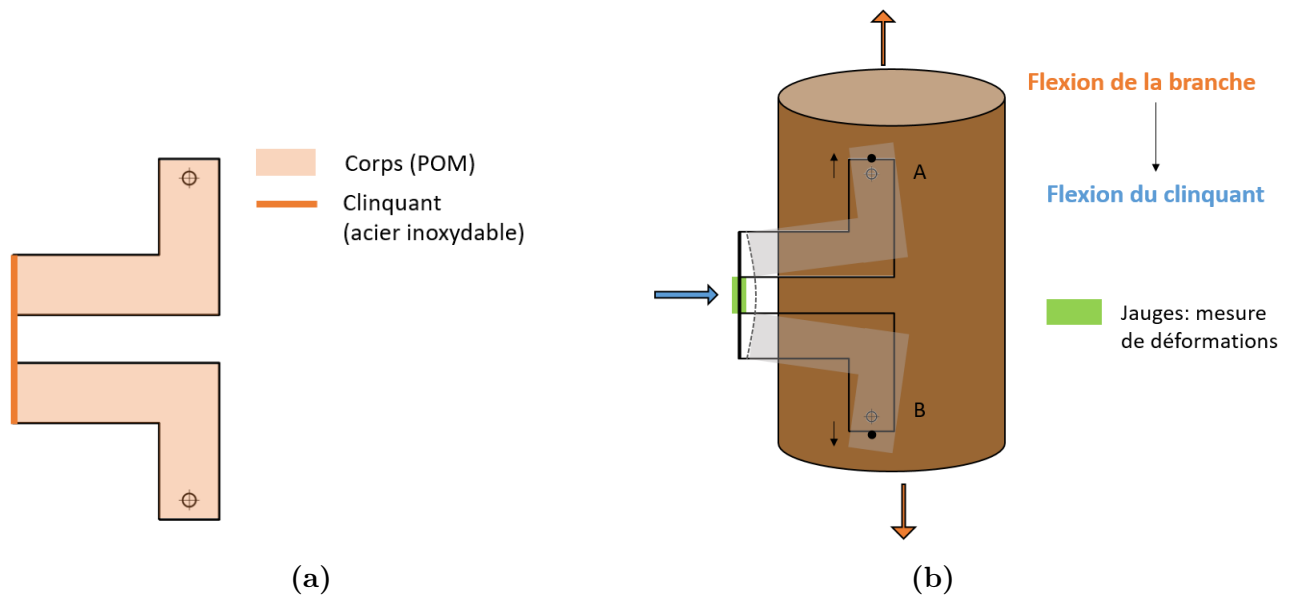 Corps (POM)
Clinquant
(acier inoxydable)
(a)
Flexion de la branche
Flexion du clinquant
A
B
Jauges: mesure
de déformations
(b)